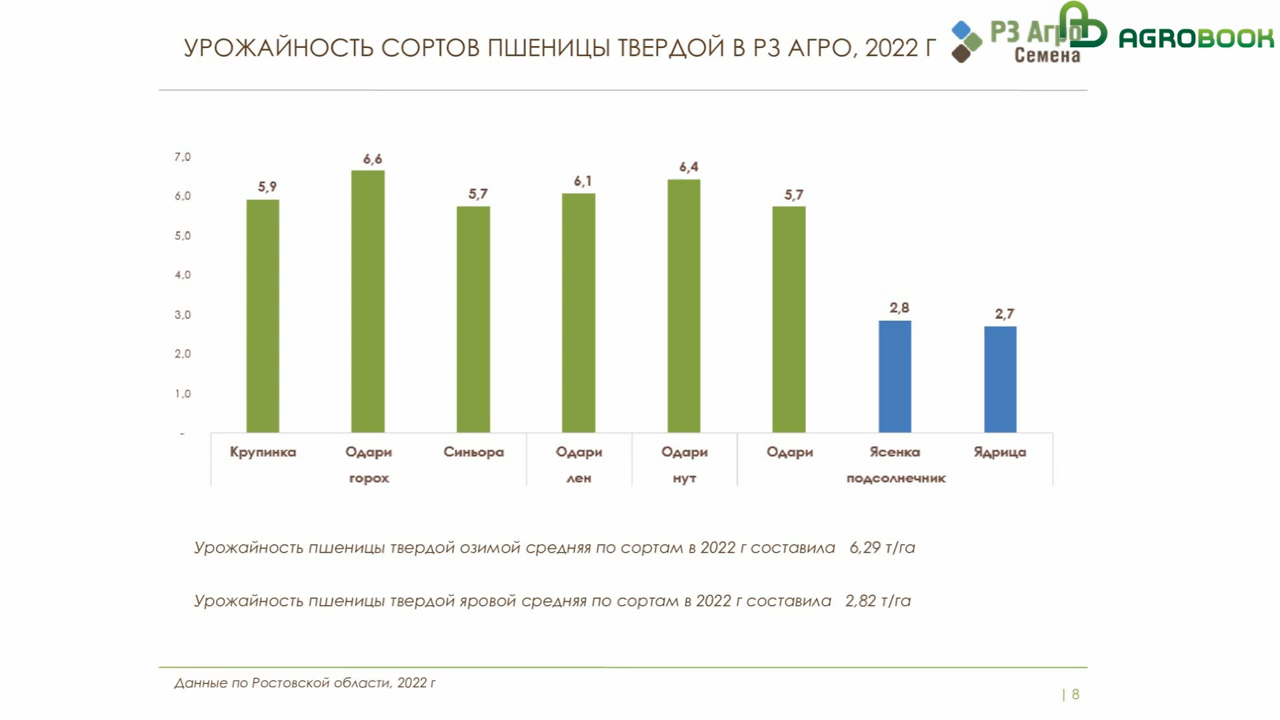 УРОЖАЙНОСТЬ СОРТОВ ПШЕНИЦЫ ТВЕРДОЙ В РЗ АГРО, 2022 Г
РЗ Агро
Семена
AGROBOOK
7,0
6,0
5,0
4,0
3,0
2,0
1,0
-
5,9
6,6
5,7
6,1
6,4
5,7
2,8
2,7
Крупинка Одари Синьора Одари Одари Одари Ясенка Ядрица
горох лен нут подсолнечник
Урожайность пшеницы твердой озимой средняя по сортам в 2022 г составила 6,29 т/га
Урожайность пшеницы твердой яровой средняя по сортам в 2022 г составила 2,82 т/га
Данные по Ростовской области, 2022 г
| 8